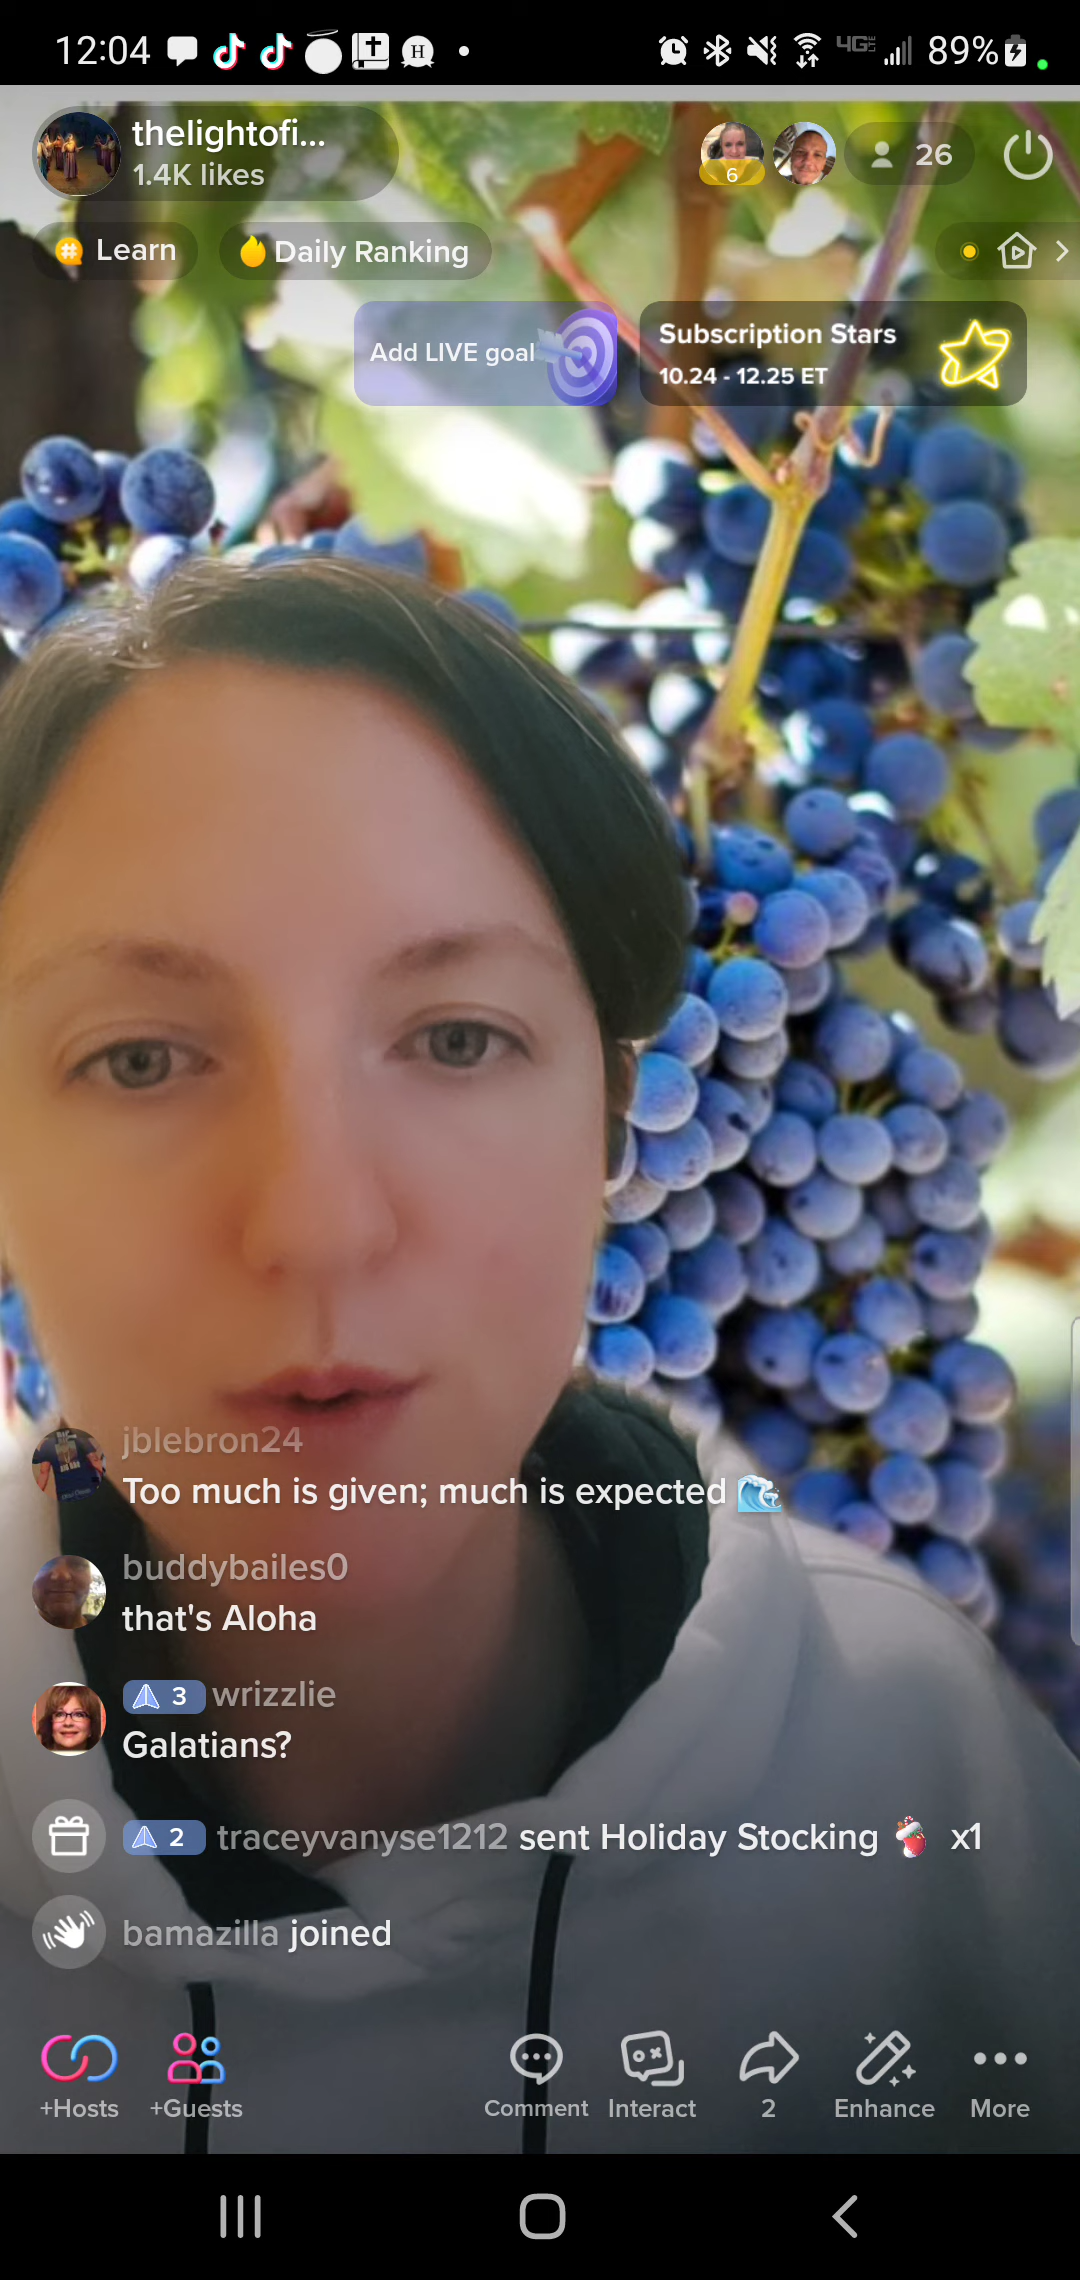 12:04
H
4G LTE
89%
thelightofi...
1.4K likes
6
26
Learn
Daily Ranking
Add LIVE goal
Subscription Stars
10.24 - 12.25 ET
jblebron24
Too much is given; much is expected 🌊
buddybailes0
that's Aloha
3 wrizzlie
Galatians?
2 traceyvanyse1212 sent Holiday Stocking x1
bamazilla joined
+Hosts
+Guests
Comment
Interact
2
Enhance
More